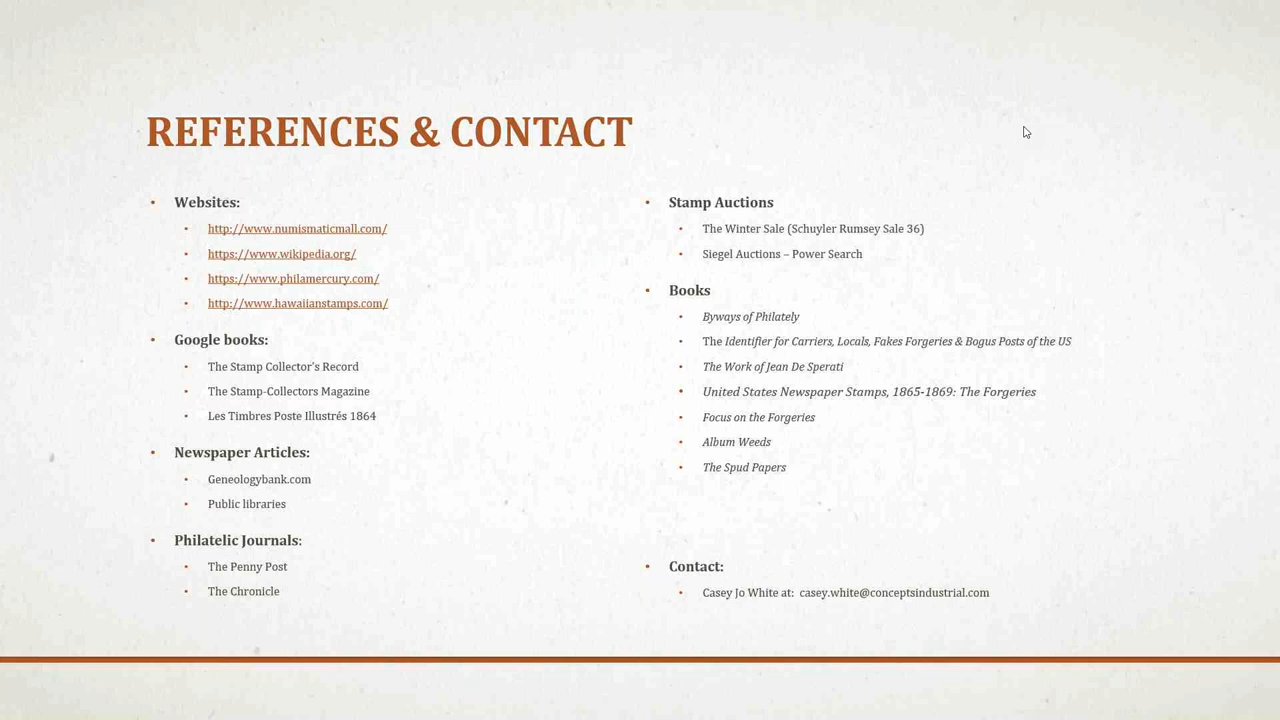 REFERENCES & CONTACT
• Websites:
• http://www.numismaticmall.com/
• https://www.wikipedia.org/
• https://www.philamercury.com/
• http://www.hawaiianstamps.com/
• Google books:
• The Stamp Collector's Record
• The Stamp-Collectors Magazine
• Les Timbres Poste Illustrés 1864
• Newspaper Articles:
• Geneologybank.com
• Public libraries
• Philatelic Journals:
• The Penny Post
• The Chronicle
• Stamp Auctions
• The Winter Sale (Schuyler Rumsey Sale 36)
• Siegel Auctions – Power Search
• Books
• Byways of Philately
• The Identifier for Carriers, Locals, Fakes Forgeries & Bogus Posts of the US
• The Work of Jean De Sperati
• United States Newspaper Stamps, 1865-1869: The Forgeries
• Focus on the Forgeries
• Album Weeds
• The Spud Papers
• Contact:
• Casey Jo White at: casey.white@conceptsindustrial.com